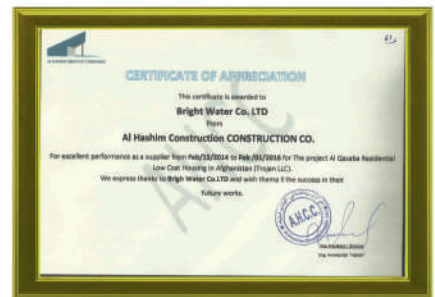 CERTIFICATE OF APPRECIATION
This certificate is awarded to
Bright Water Co. LTD
From
Al Hashim Construction CONSTRUCTION CO.
For excellent performance as a supplier from Feb/12/2014 to Feb /01/2016 for The project Al Qasaba Residential
Low Cost Housing in Afghanistan (Trojan LLC).
We express thanks to Brigh Water Co.LTD and wish theme ll the success in their
future works.
A.H.C.C
A.H.C.C.